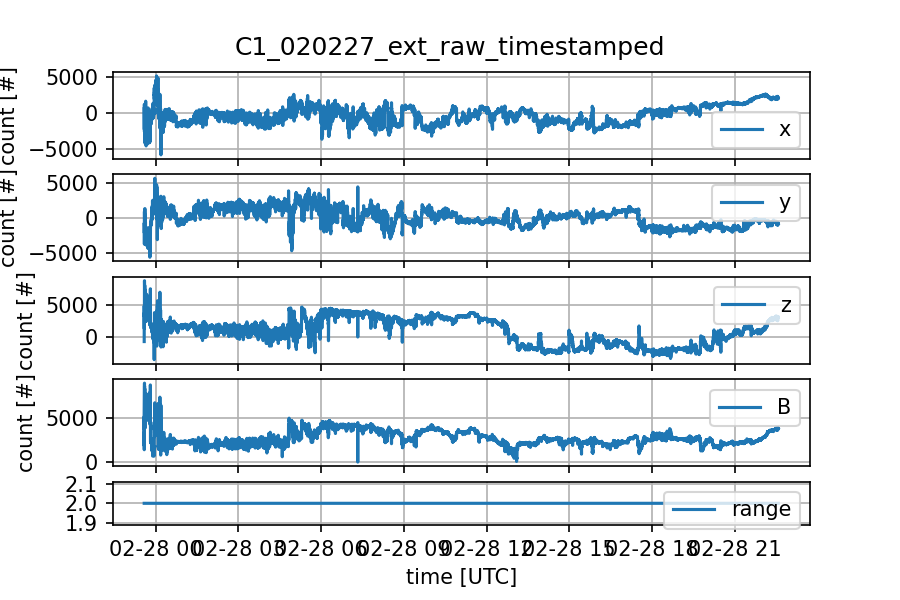 C1_020227_ext_raw_timestamped
5000
0
−5000
count [#]
x
5000
0
−5000
count [#]
y
5000
0
count [#]
z
5000
0
count [#]
B
2.1
2.0
1.9
range
02-28 00 02-28 03 02-28 06 02-28 09 02-28 12 02-28 15 02-28 18 02-28 21
time [UTC]